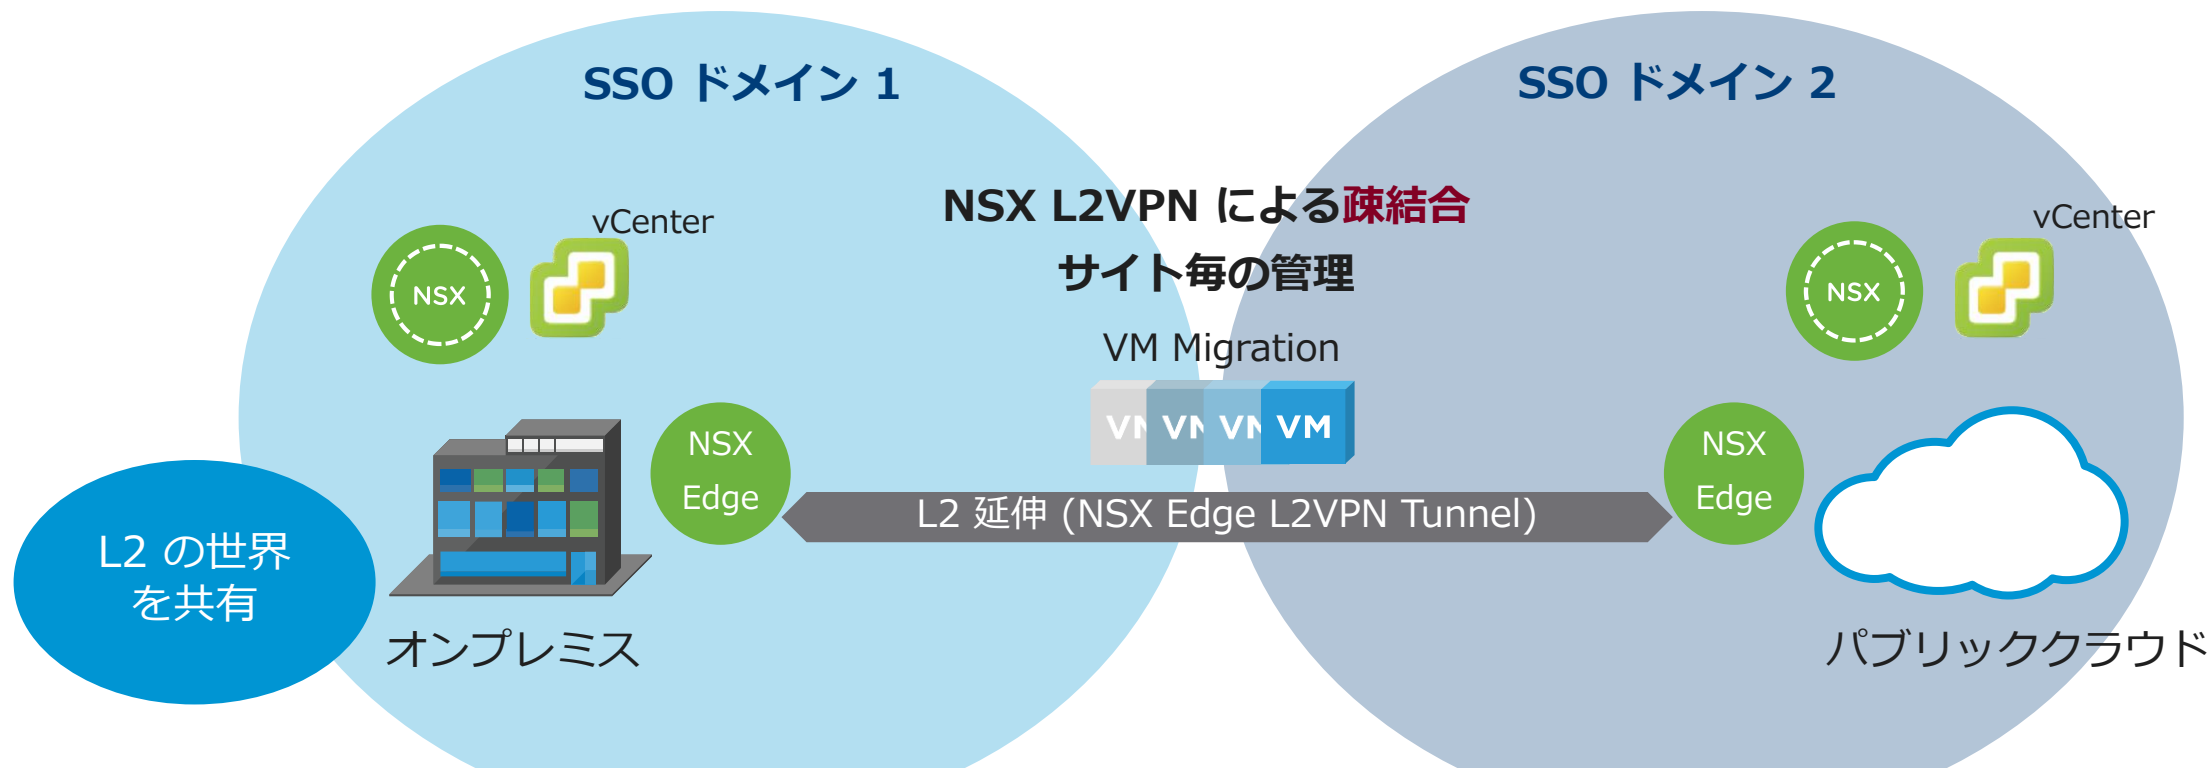 SSO ドメイン 1
SSO ドメイン 2
NSX L2VPN による疎結合
サイト毎の管理
vCenter
NSX
vCenter
NSX
VM Migration
VM VM VM VM
NSX
Edge
NSX
Edge
L2 延伸 (NSX Edge L2VPN Tunnel)
L2 の世界
を共有
オンプレミス
パブリッククラウド